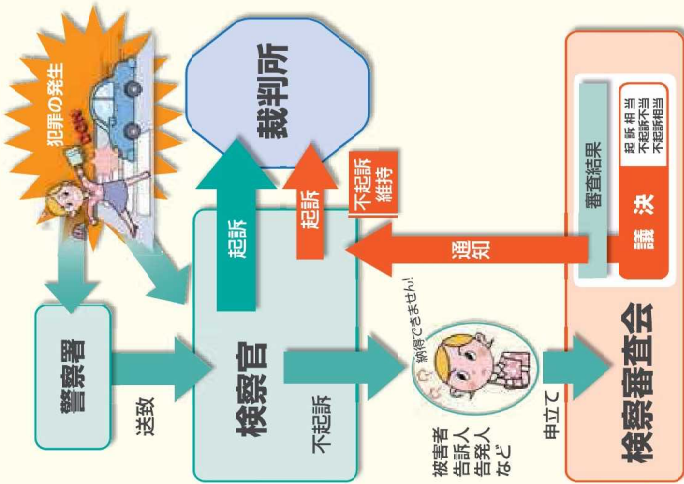 犯罪の発生
DON
警察署
送致
検察官
起訴
裁判所
起訴
不起訴
維持
不起訴
納得できません!
被害者
告訴人
告発人
など
申立て
通知
検察審査会
審査結果
議決
起訴相当
不起訴不当
不起訴相当